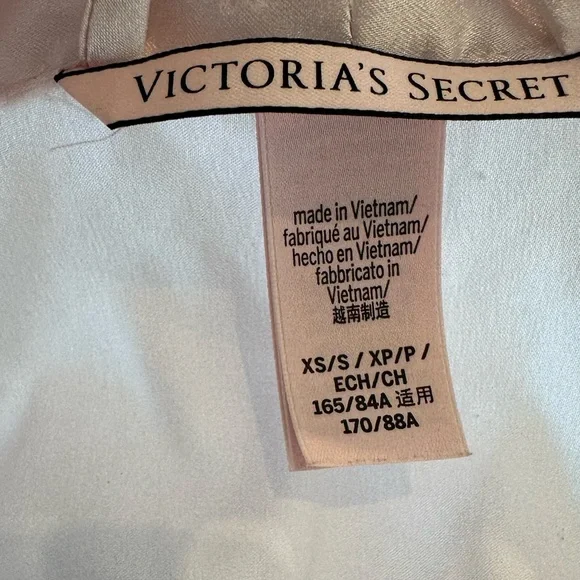 VICTORIA'S SECRET
made in Vietnam/
fabriqué au Vietnam/
hecho en Vietnam/
fabbricato in
Vietnam/
越南制造
XS/S / XP/P /
ECH/CH
165/84A 适用
170/88A